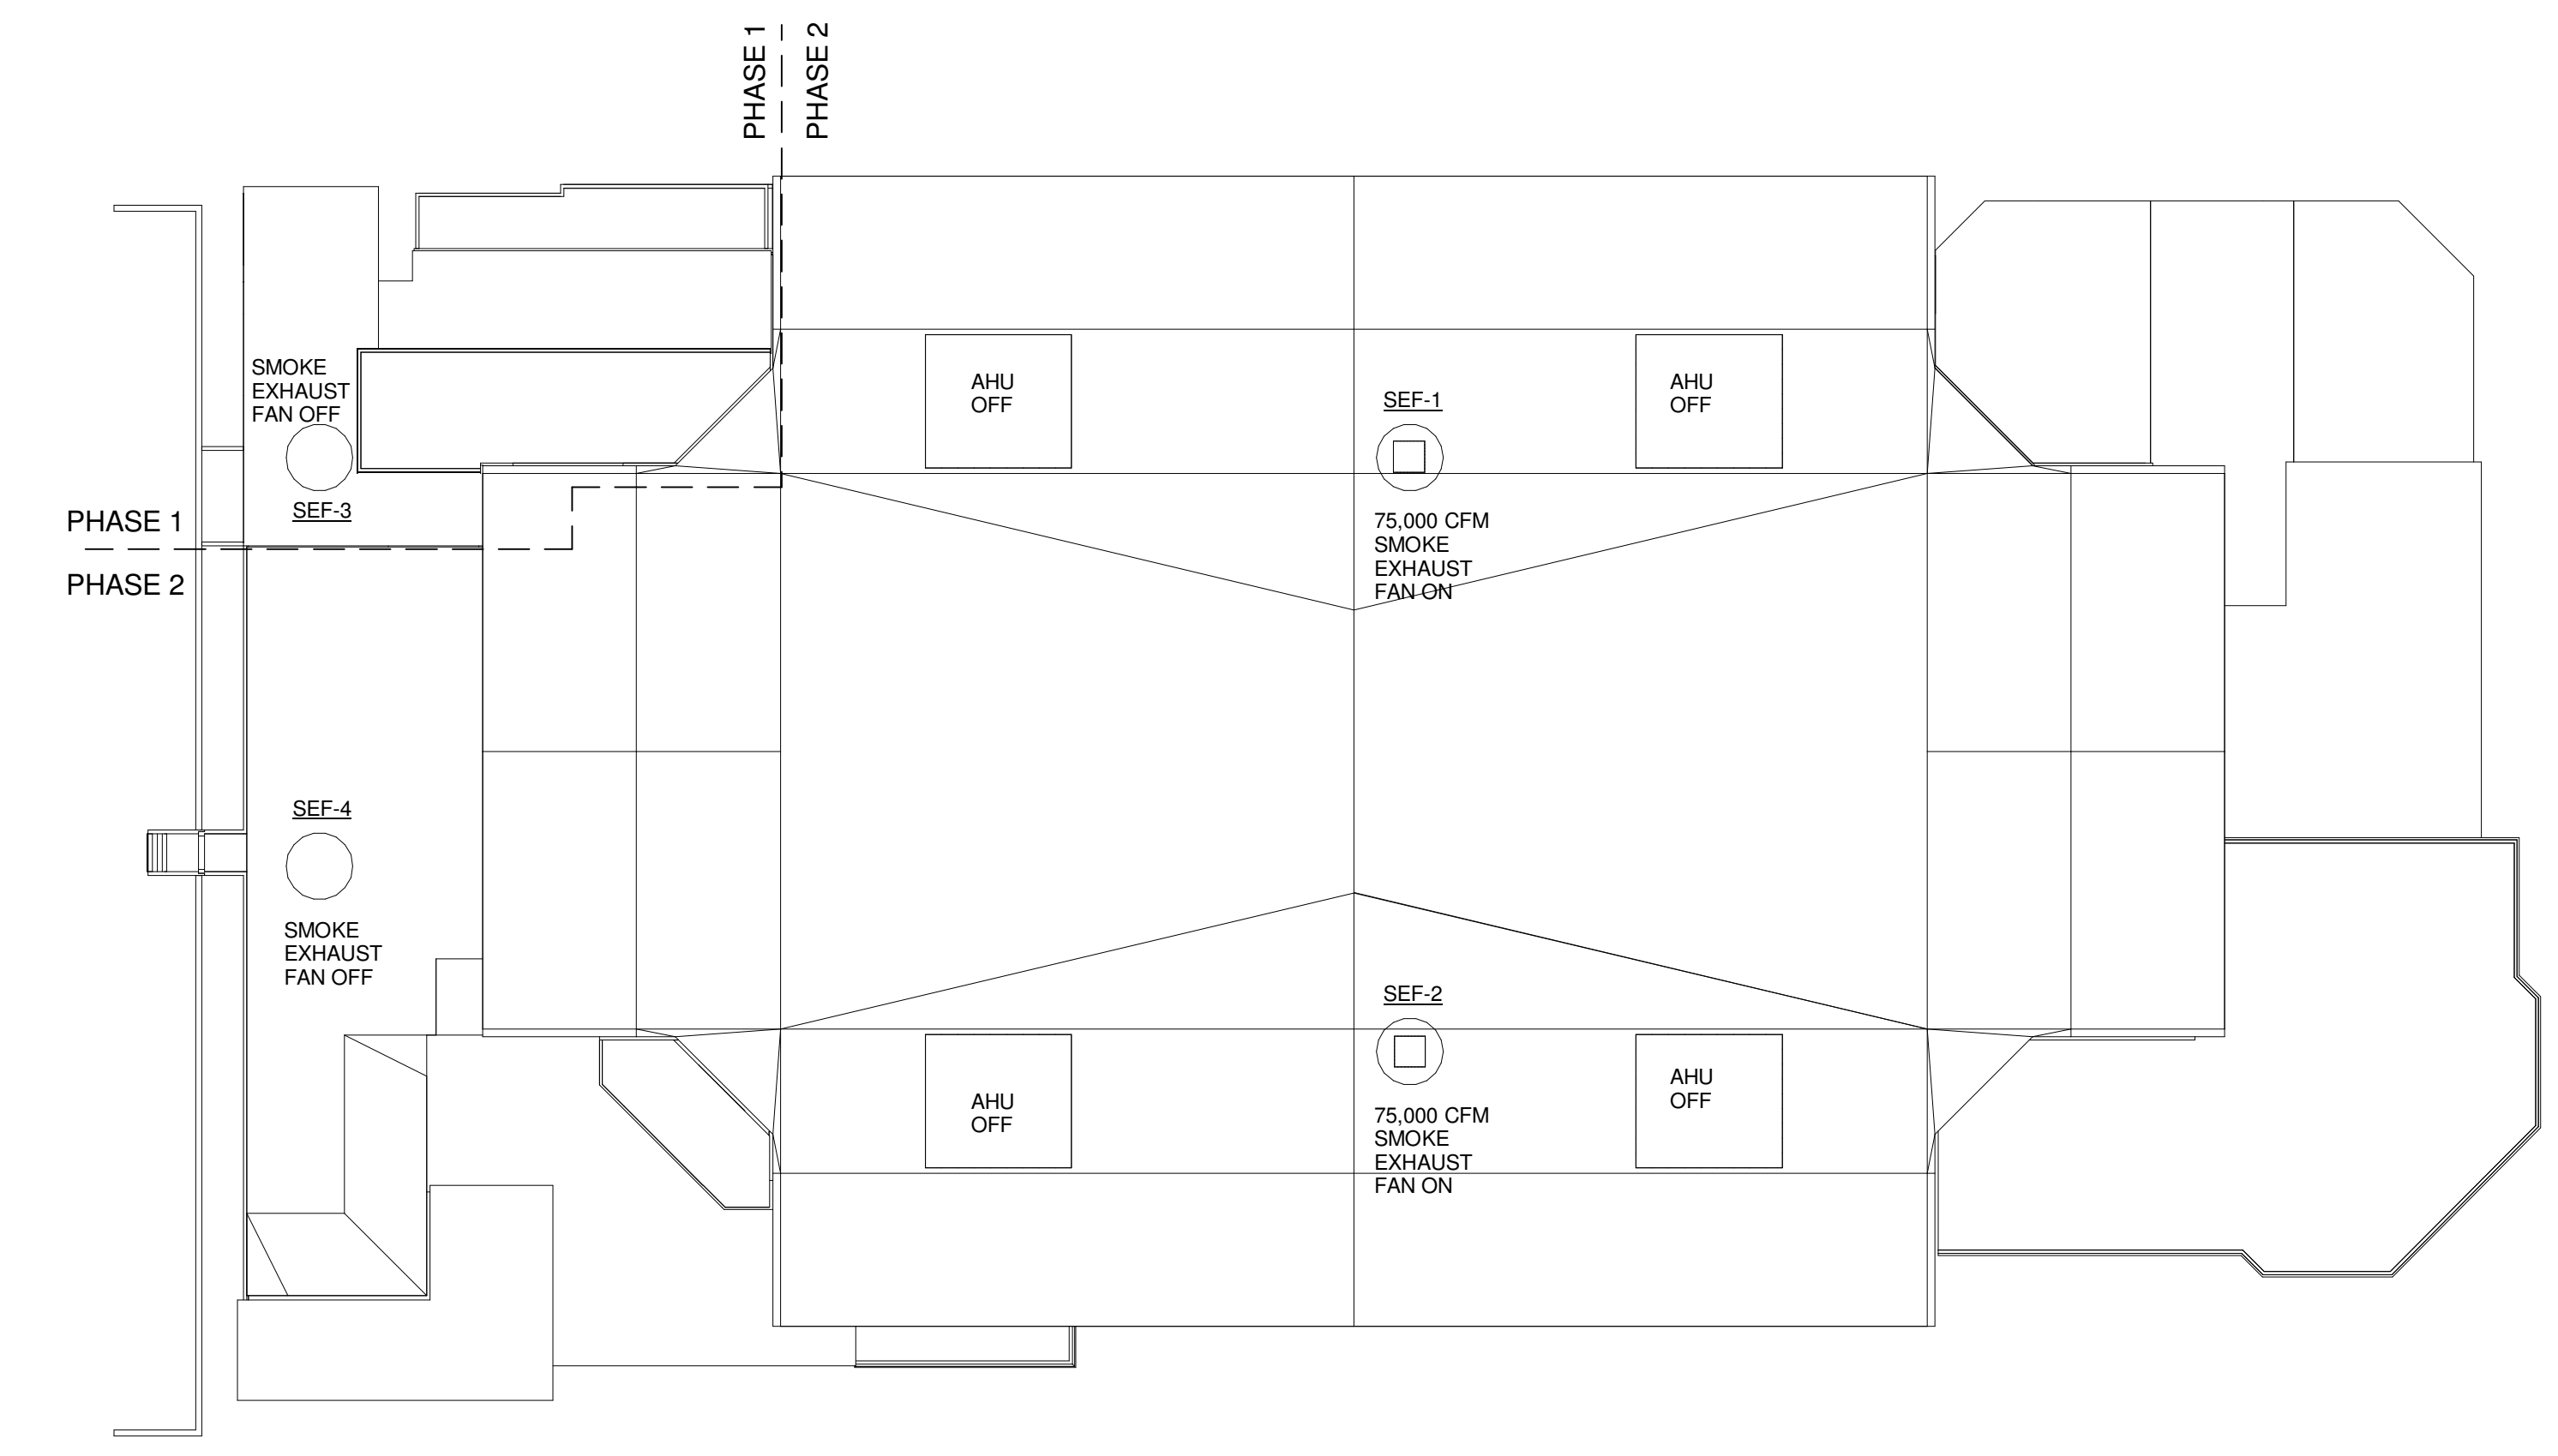 PHASE 1
PHASE 2
SMOKE
EXHAUST
FAN OFF
SEF-3
AHU
OFF
SEF-1
75,000 CFM
SMOKE
EXHAUST
FAN ON
AHU
OFF
PHASE 1
PHASE 2
SEF-4
SMOKE
EXHAUST
FAN OFF
AHU
OFF
SEF-2
75,000 CFM
SMOKE
EXHAUST
FAN ON
AHU
OFF